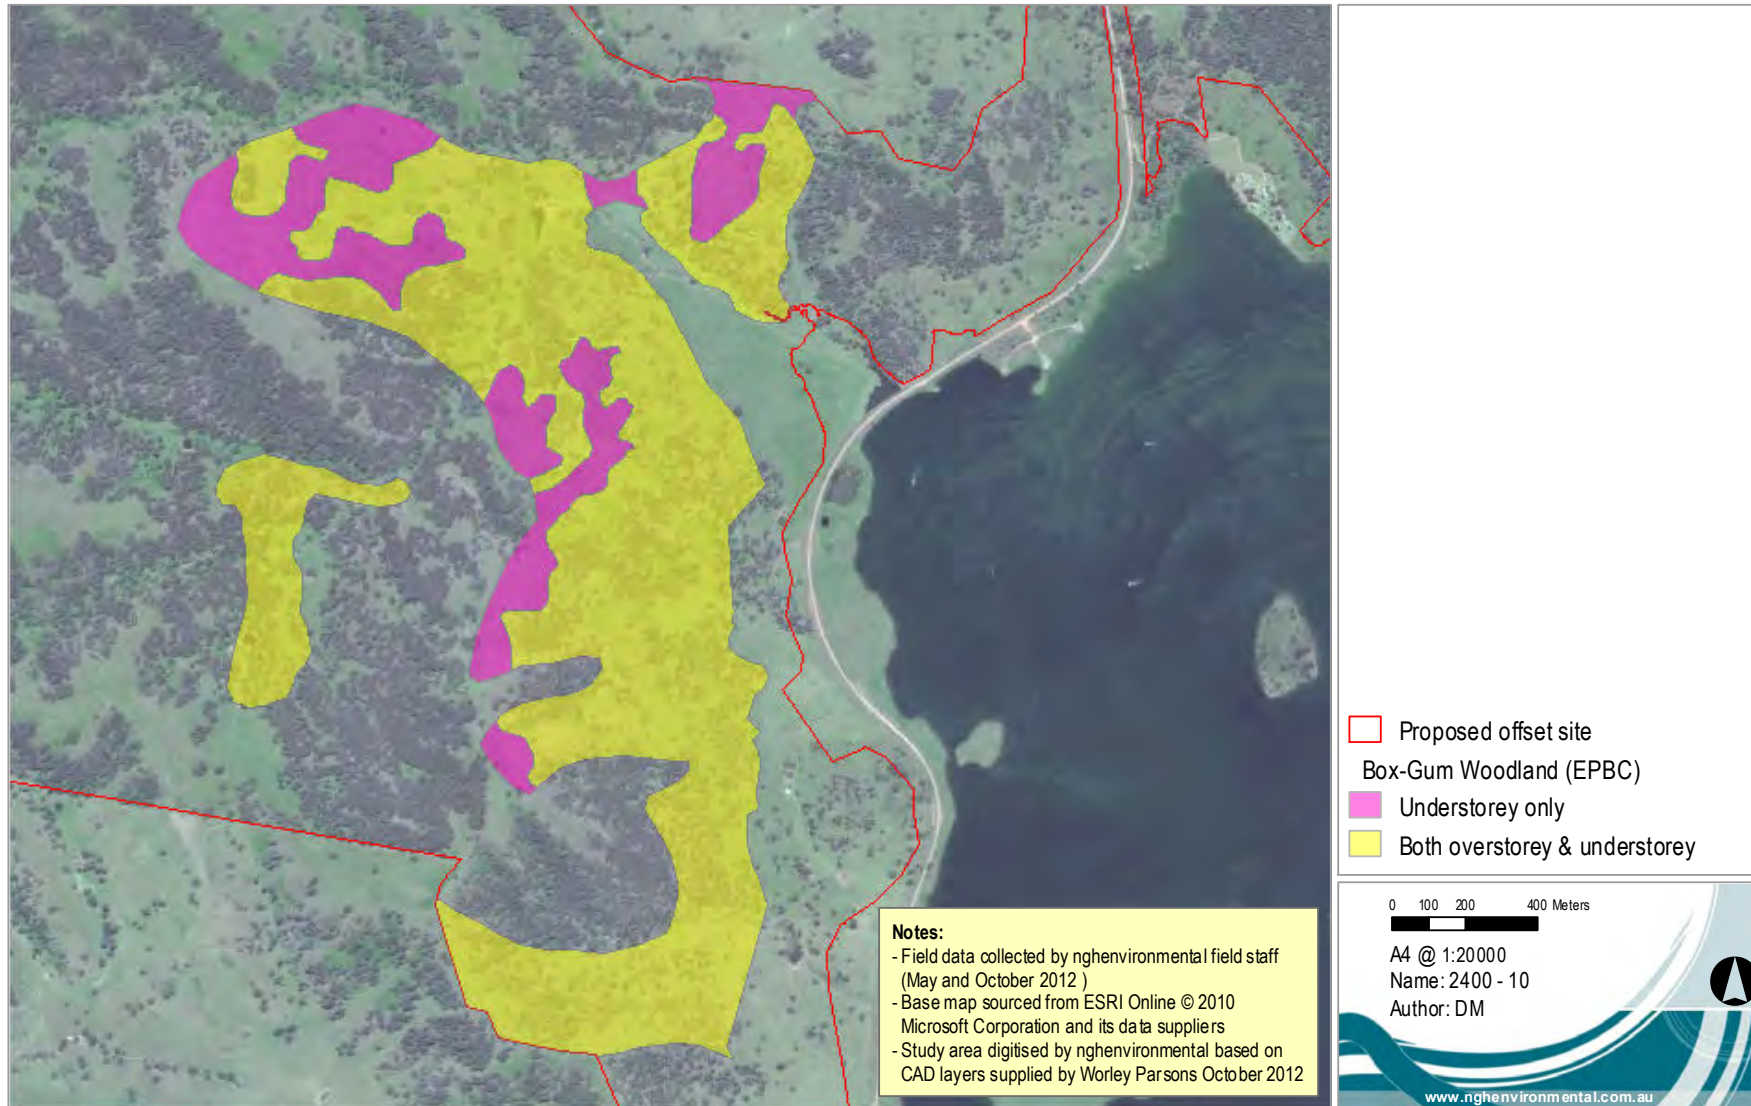 Proposed offset site
Box-Gum Woodland (EPBC)
Understorey only
Both overstorey & understorey
Notes:
- Field data collected by nghenvironmental field staff
(May and October 2012 )
- Base map sourced from ESRI Online © 2010
Microsoft Corporation and its data suppliers
- Study area digitised by nghenvironmental based on
CAD layers supplied by Worley Parsons October 2012
0 100 200 400 Meters
A4 @ 1:20000
Name: 2400 - 10
Author: DM
www.nghenvironmental.com.au